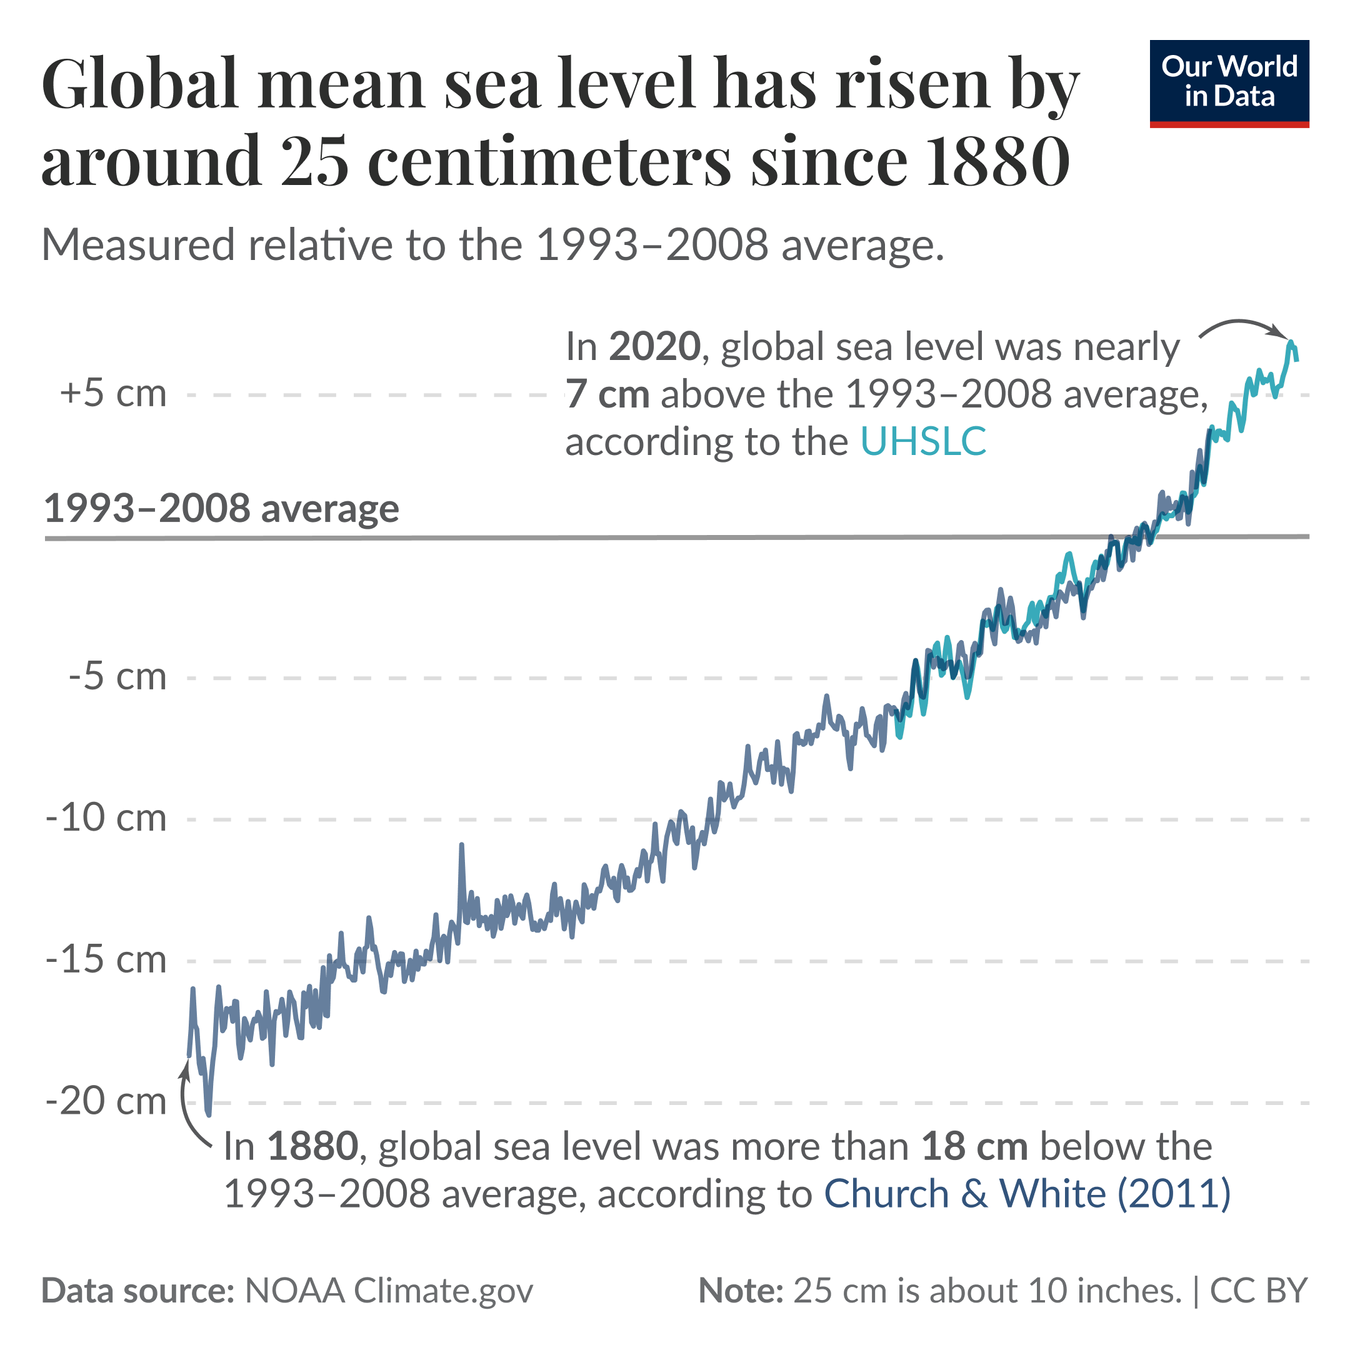 Global mean sea level has risen by
around 25 centimeters since 1880
Our World
in Data
Measured relative to the 1993–2008 average.
In 2020, global sea level was nearly
7 cm above the 1993–2008 average,
according to the UHSLC
+5 cm
1993–2008 average
-5 cm
-10 cm
-15 cm
-20 cm
In 1880, global sea level was more than 18 cm below the
1993–2008 average, according to Church & White (2011)
Data source: NOAA Climate.gov
Note: 25 cm is about 10 inches. | CC BY